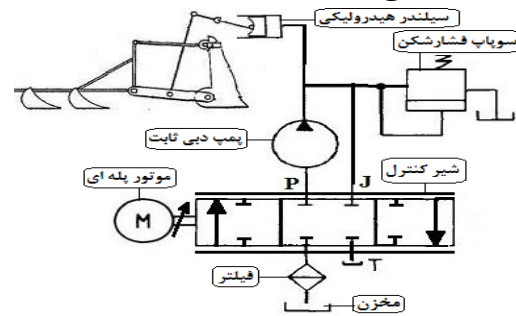 سیلندر هیدرولیکی
سوپاپ فشارشکن
پمپ دبی ثابت
موتور پله ای
P
J
شیر کنترل
M
T
فیلتر
مخزن